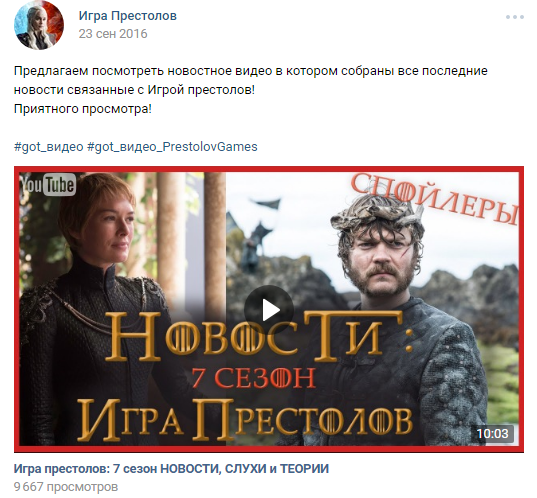 Игра Престолов
23 сен 2016
Предлагаем посмотреть новостное видео в котором собраны все последние
новости связанные с Игрой престолов!
Приятного просмотра!
#got_видео #got_видео_PrestolovGames
YouTube
СПОЙЛЕРЫ
НОВОСТИ :
7 СЕЗОН
ИГРА ПРЕСТОЛОВ
10:03
Игра престолов: 7 сезон НОВОСТИ, СЛУХИ и ТЕОРИИ
9 667 просмотров